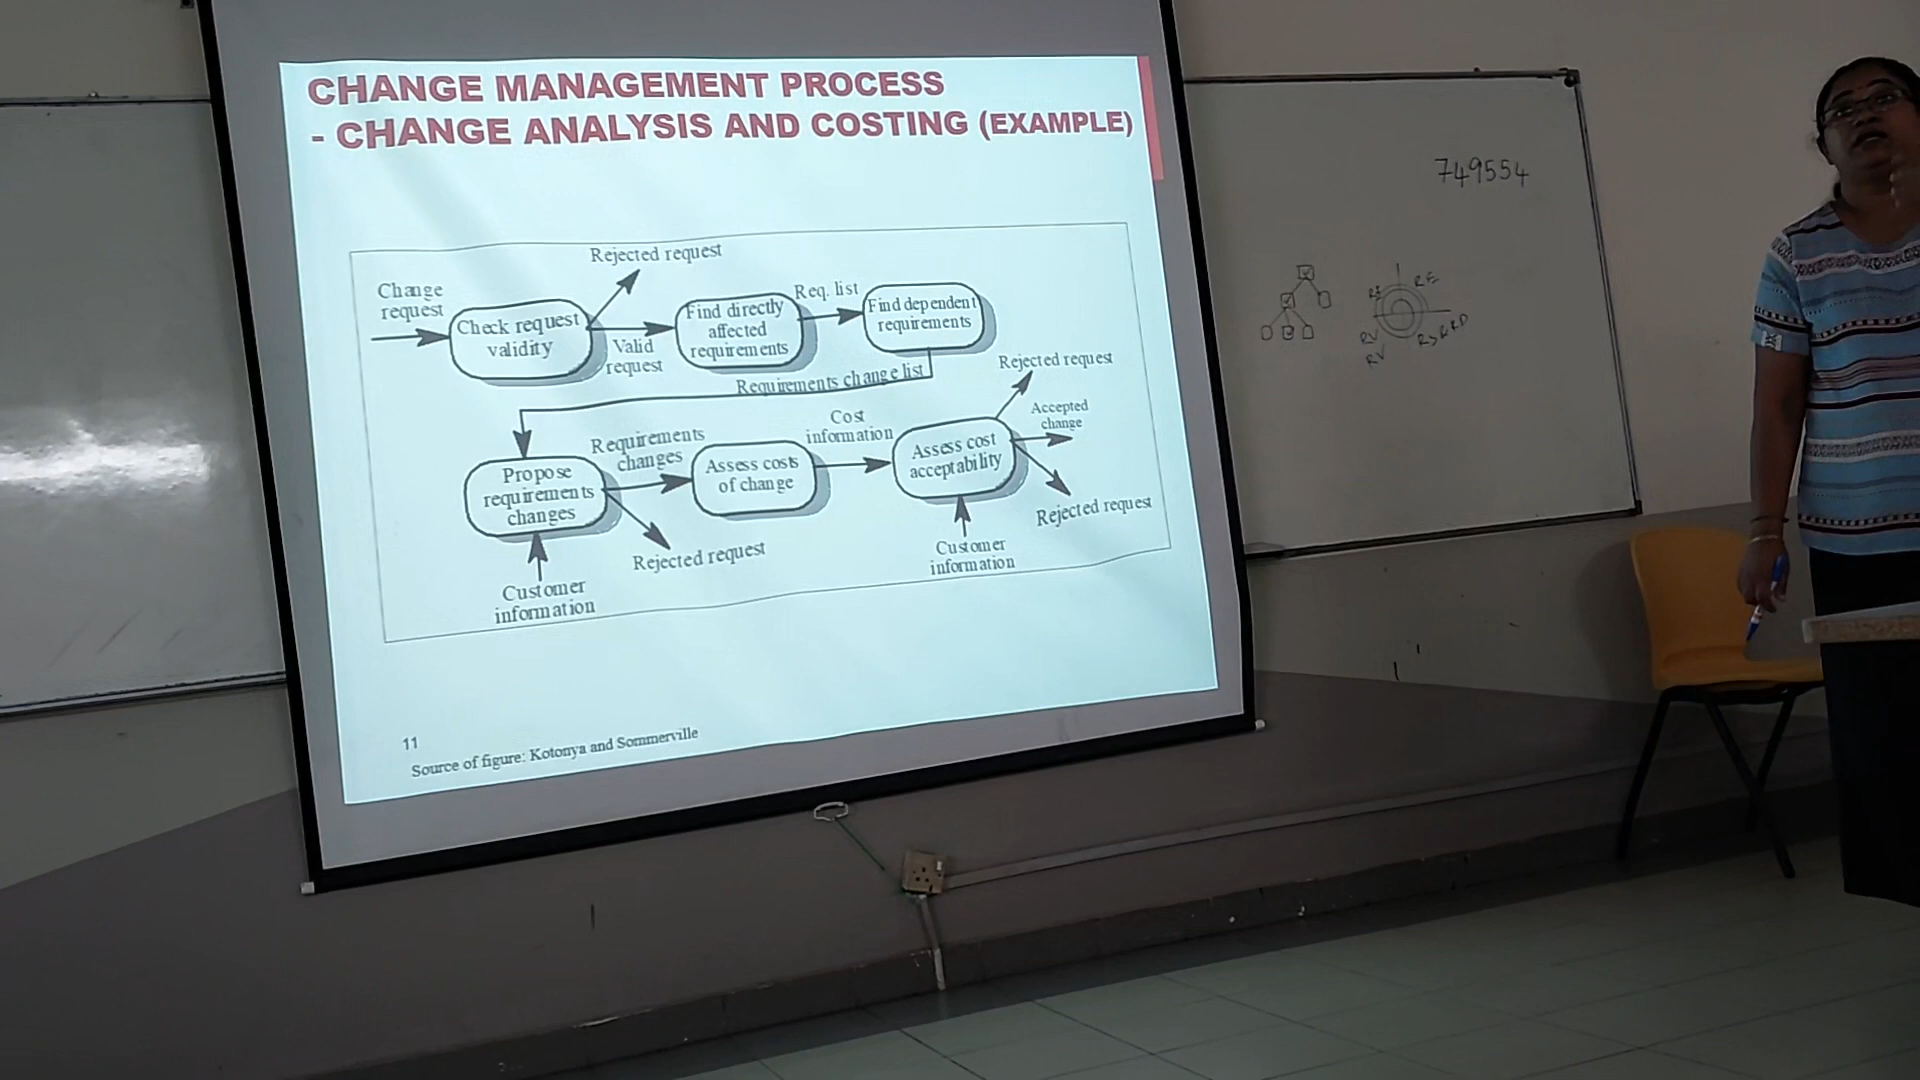 CHANGE MANAGEMENT PROCESS
- CHANGE ANALYSIS AND COSTING (EXAMPLE)
Change
request
Check request
validity
Rejected request
Valid
request
Find directly
affected
requirements
Req. list
Find dependent
requirements
Requirements change list
Propose
requirements
changes
Customer
information
Requirements
changes
Rejected request
Assess costs
of change
Cost
information
Assess cost
acceptability
Customer
information
Rejected request
Accepted
change
Rejected request
11
Source of figure: Kotonya and Sommerville
749554
RE
RV
RV